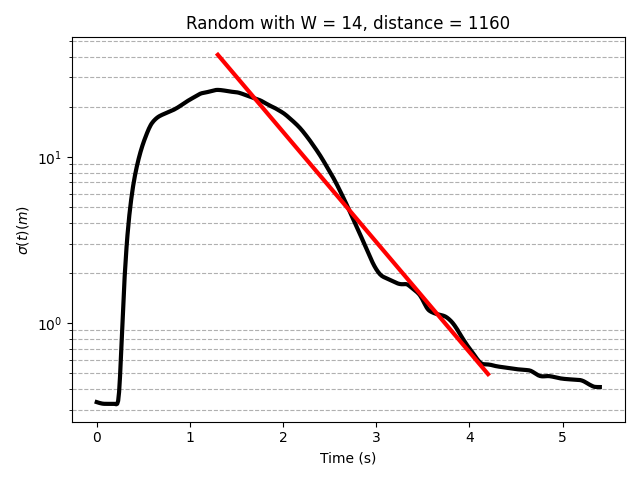 Random with W = 14, distance = 1160
σ(t)(m)
10¹
10⁰
0 1 2 3 4 5
Time (s)